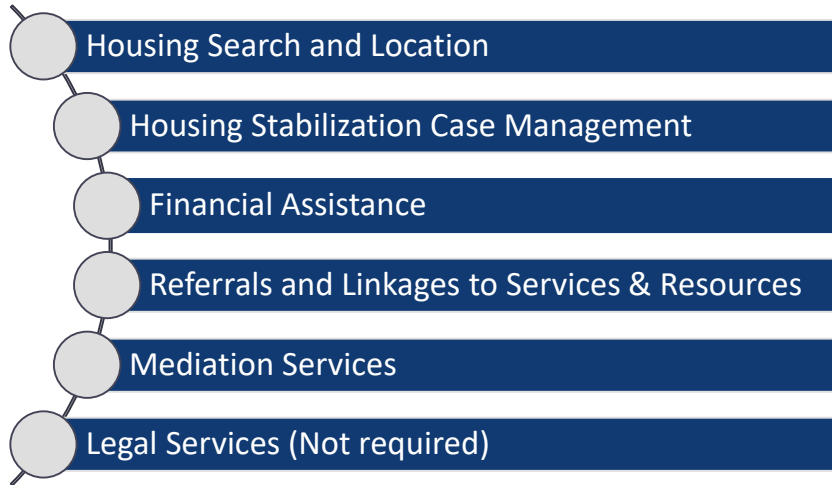 Housing Search and Location
Housing Stabilization Case Management
Financial Assistance
Referrals and Linkages to Services & Resources
Mediation Services
Legal Services (Not required)